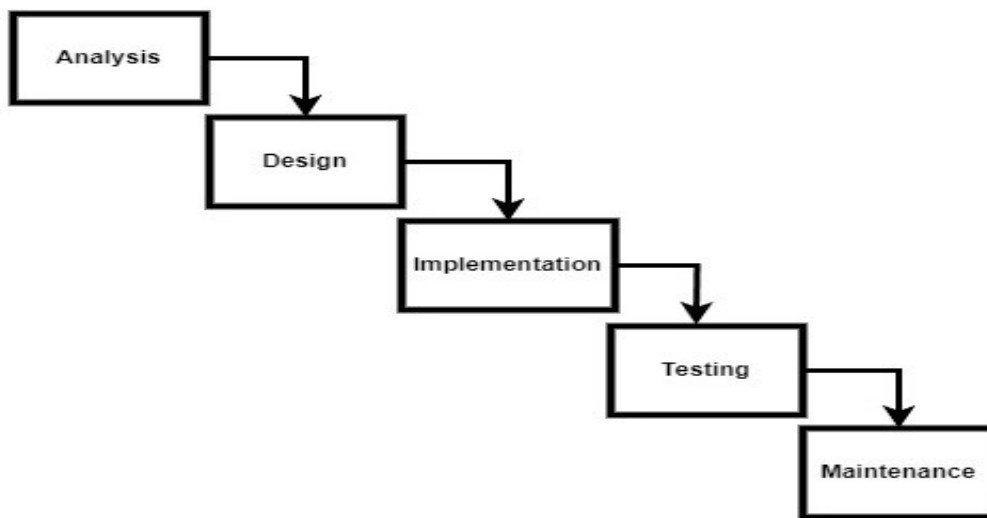 Analysis
Design
Implementation
Testing
Maintenance